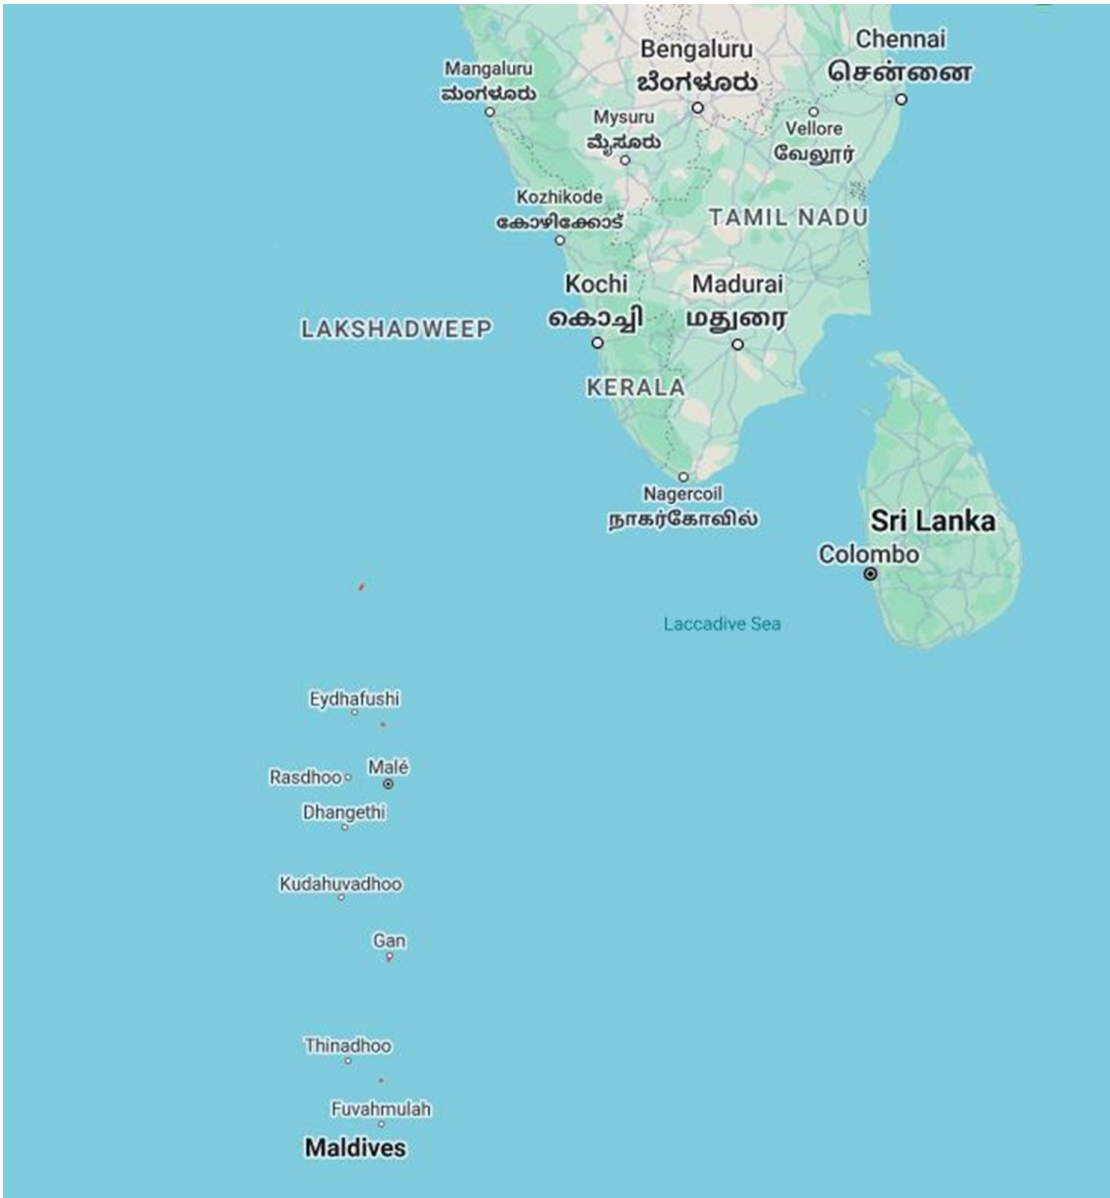 Chennai
சென்னை
Bengaluru
ಬೆಂಗಳೂರು
Mangaluru
ಮಂಗಳೂರು
Mysuru
ಮೈಸೂರು
Vellore
வேலூர்
Kozhikode
കോഴിക്കോട്
TAMIL NADU
Kochi
കൊച്ചി
Madurai
மதுரை
LAKSHADWEEP
KERALA
Nagercoil
நாகர்கோவில்
Sri Lanka
Colombo
Laccadive Sea
Eydhafushi
Malé
Rasdhoo
Dhangethi
Kudahuvadhoo
Gan
Thinadhoo
Fuvahmulah
Maldives